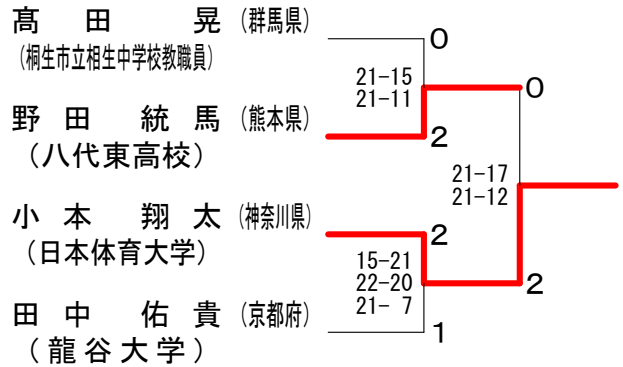 髙田 晃 (群馬県)
(桐生市立相生中学校教職員)
0
21-15
21-11
0
野田 統馬 (熊本県)
(八代東高校)
2
21-17
21-12
小本 翔太 (神奈川県)
(日本体育大学)
2
15-21
22-20
21- 7
2
田中 佑貴 (京都府)
(龍谷大学)
1